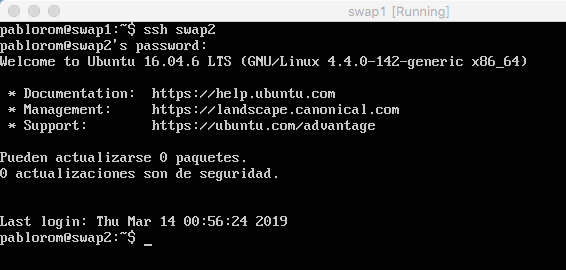 swap1 [Running]
pablorom@swap1:~$ ssh swap2
pablorom@swap2's password:
Welcome to Ubuntu 16.04.6 LTS (GNU/Linux 4.4.0-142-generic x86_64)
* Documentation:  https://help.ubuntu.com
* Management:     https://landscape.canonical.com
* Support:        https://ubuntu.com/advantage
Pueden actualizarse 0 paquetes.
0 actualizaciones son de seguridad.
Last login: Thu Mar 14 00:56:24 2019
pablorom@swap2:~$ _